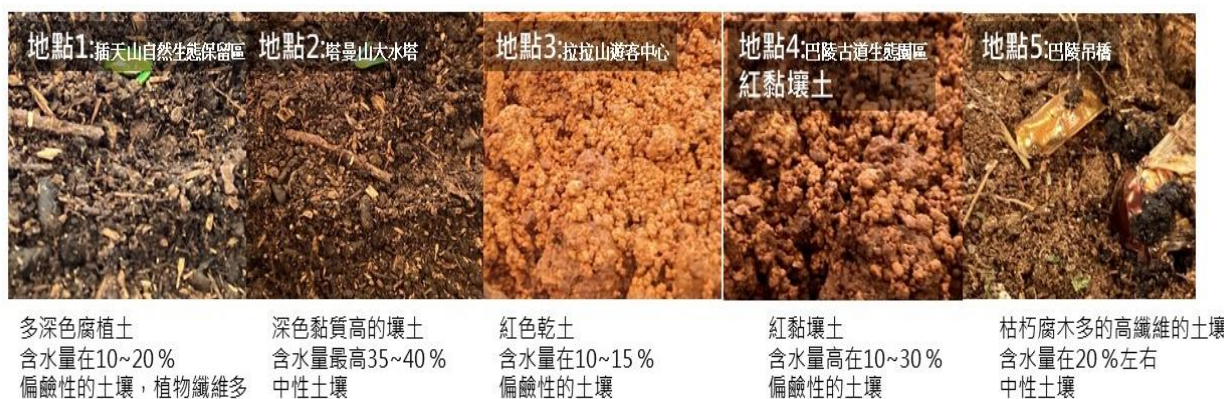 地點1:插天山自然生態保留區
地點2:塔曼山大水塔
地點3:拉拉山遊客中心
地點4:巴陵古道生態園區
紅黏壤土
地點5:巴陵吊橋
多深色腐植土
含水量在10~20%
偏鹼性的土壤，植物纖維多
深色黏質高的壤土
含水量最高35~40%
中性土壤
紅色乾土
含水量在10~15%
偏鹼性的土壤
紅黏壤土
含水量高在10~30%
偏鹼性的土壤
枯朽腐木多的高纖維的土壤
含水量在20%左右
中性土壤